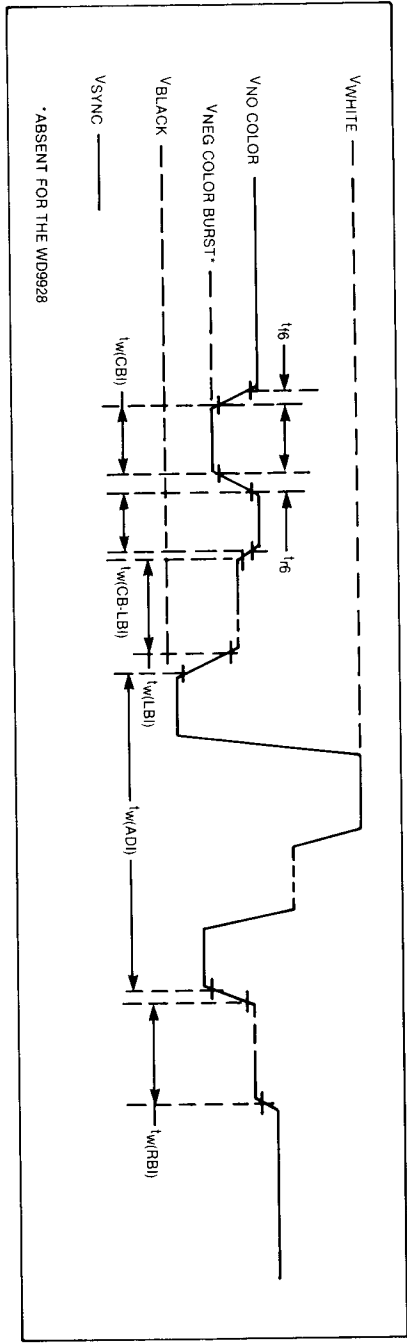 VWHITE
VNO COLOR
VNEG COLOR BURST*
VBLACK
VSYNC
*ABSENT FOR THE WD9928
tf6
tr6
tw(CBI)
tw(CB-LBI)
tw(LBI)
tw(ADI)
tw(RBI)